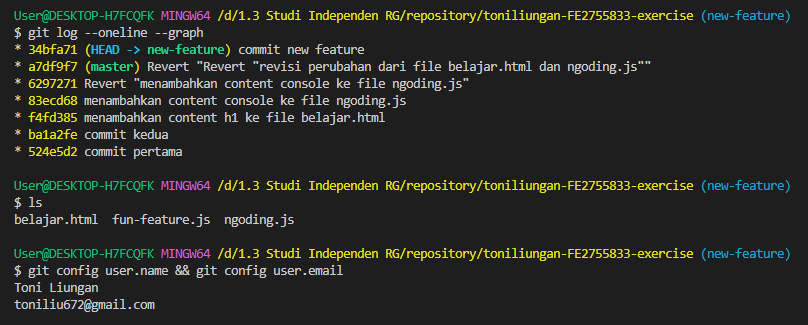 User@DESKTOP-H7FCQFK MINGW64 /d/1.3 Studi Independen RG/repository/toniliungan-FE2755833-exercise (new-feature)
$ git log --oneline --graph
* 34bfa71 (HEAD -> new-feature) commit new feature
* a7df9f7 (master) Revert "Revert "revisi perubahan dari file belajar.html dan ngoding.js""
* 6297271 Revert "menambahkan content console ke file ngoding.js"
* 83ecd68 menambahkan content console ke file ngoding.js
* f4fd385 menambahkan content h1 ke file belajar.html
* ba1a2fe commit kedua
* 524e5d2 commit pertama
User@DESKTOP-H7FCQFK MINGW64 /d/1.3 Studi Independen RG/repository/toniliungan-FE2755833-exercise (new-feature)
$ ls
belajar.html  fun-feature.js  ngoding.js
User@DESKTOP-H7FCQFK MINGW64 /d/1.3 Studi Independen RG/repository/toniliungan-FE2755833-exercise (new-feature)
$ git config user.name && git config user.email
Toni Liungan
toniliu672@gmail.com